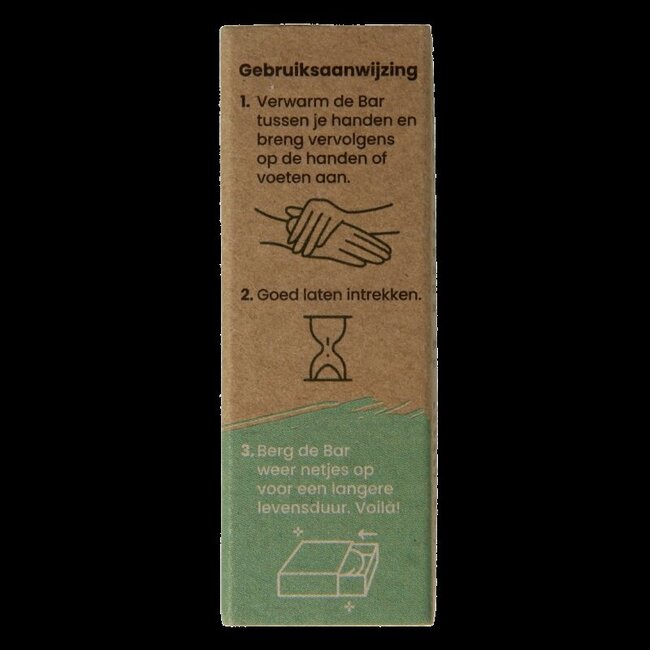 Gebruiksaanwijzing
1. Verwarm de Bar
tussen je handen en
breng vervolgens
op de handen of
voeten aan.
2. Goed laten intrekken.
3. Berg de Bar
weer netjes op
voor een langere
levensduur. Voilà!